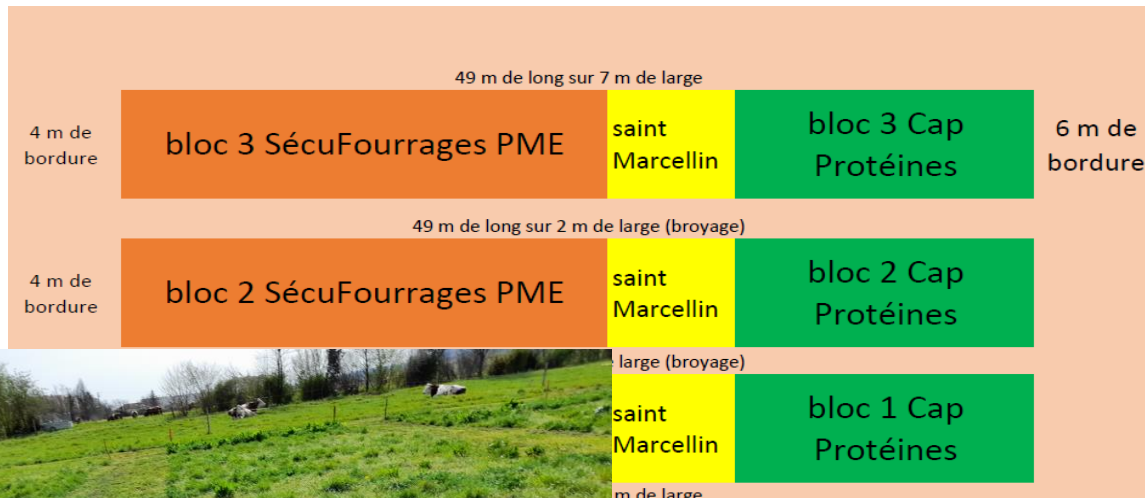 49 m de long sur 7 m de large
4 m de
bordure
bloc 3 SécuFourrages PME
saint
Marcellin
bloc 3 Cap
Protéines
6 m de
bordure
49 m de long sur 2 m de large (broyage)
4 m de
bordure
bloc 2 SécuFourrages PME
saint
Marcellin
bloc 2 Cap
Protéines
large (broyage)
saint
Marcellin
bloc 1 Cap
Protéines
m de large